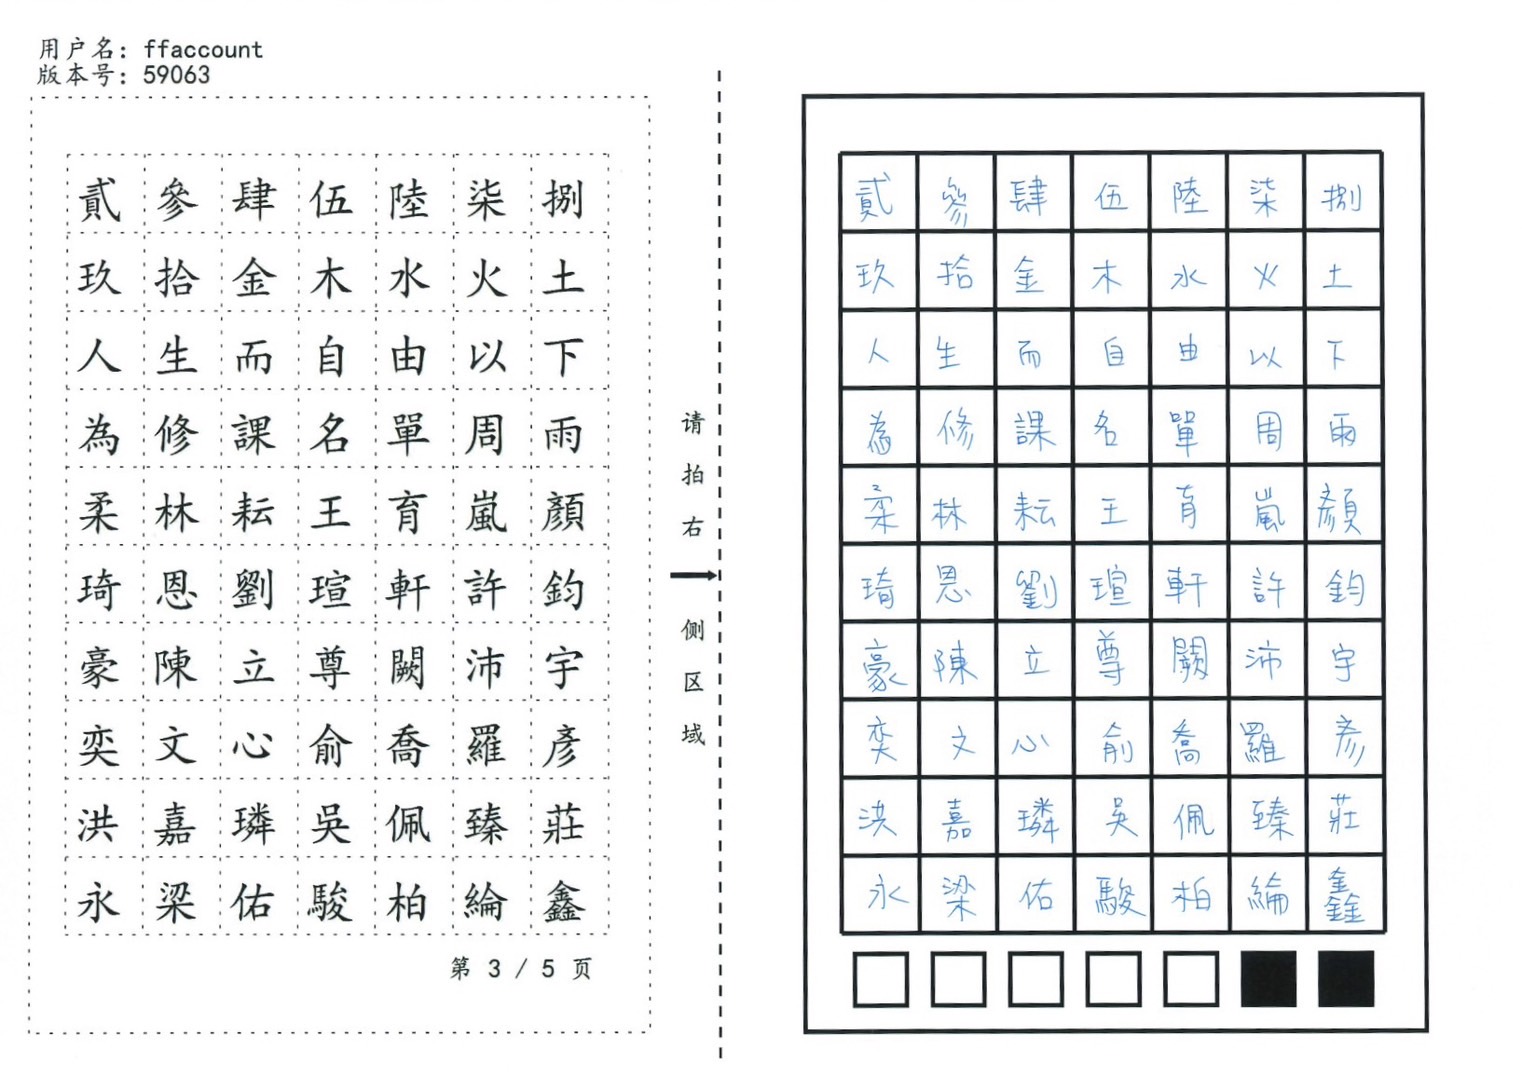 用户名: ffaccount
版本号: 59063
貳參肆伍陸柒捌
玖拾金木水火土
人生而自由以下
為修課名單周雨
柔林耘王育嵐顏
琦恩劉瑄軒許鈞
豪陳立尊闕沛宇
奕文心俞喬羅彥
洪嘉璘吳佩臻莊
永梁佑駿柏綸鑫
第 3 / 5 页
请拍右
侧区域
貳參肆伍陸柒捌
玖拾金木水火土
人生而自由以下
為修課名單周雨
柔林耘王育嵐顏
琦恩劉瑄軒許鈞
豪陳立尊闕沛宇
奕文心俞喬羅彥
洪嘉璘吳佩臻莊
永梁佑駿柏綸鑫